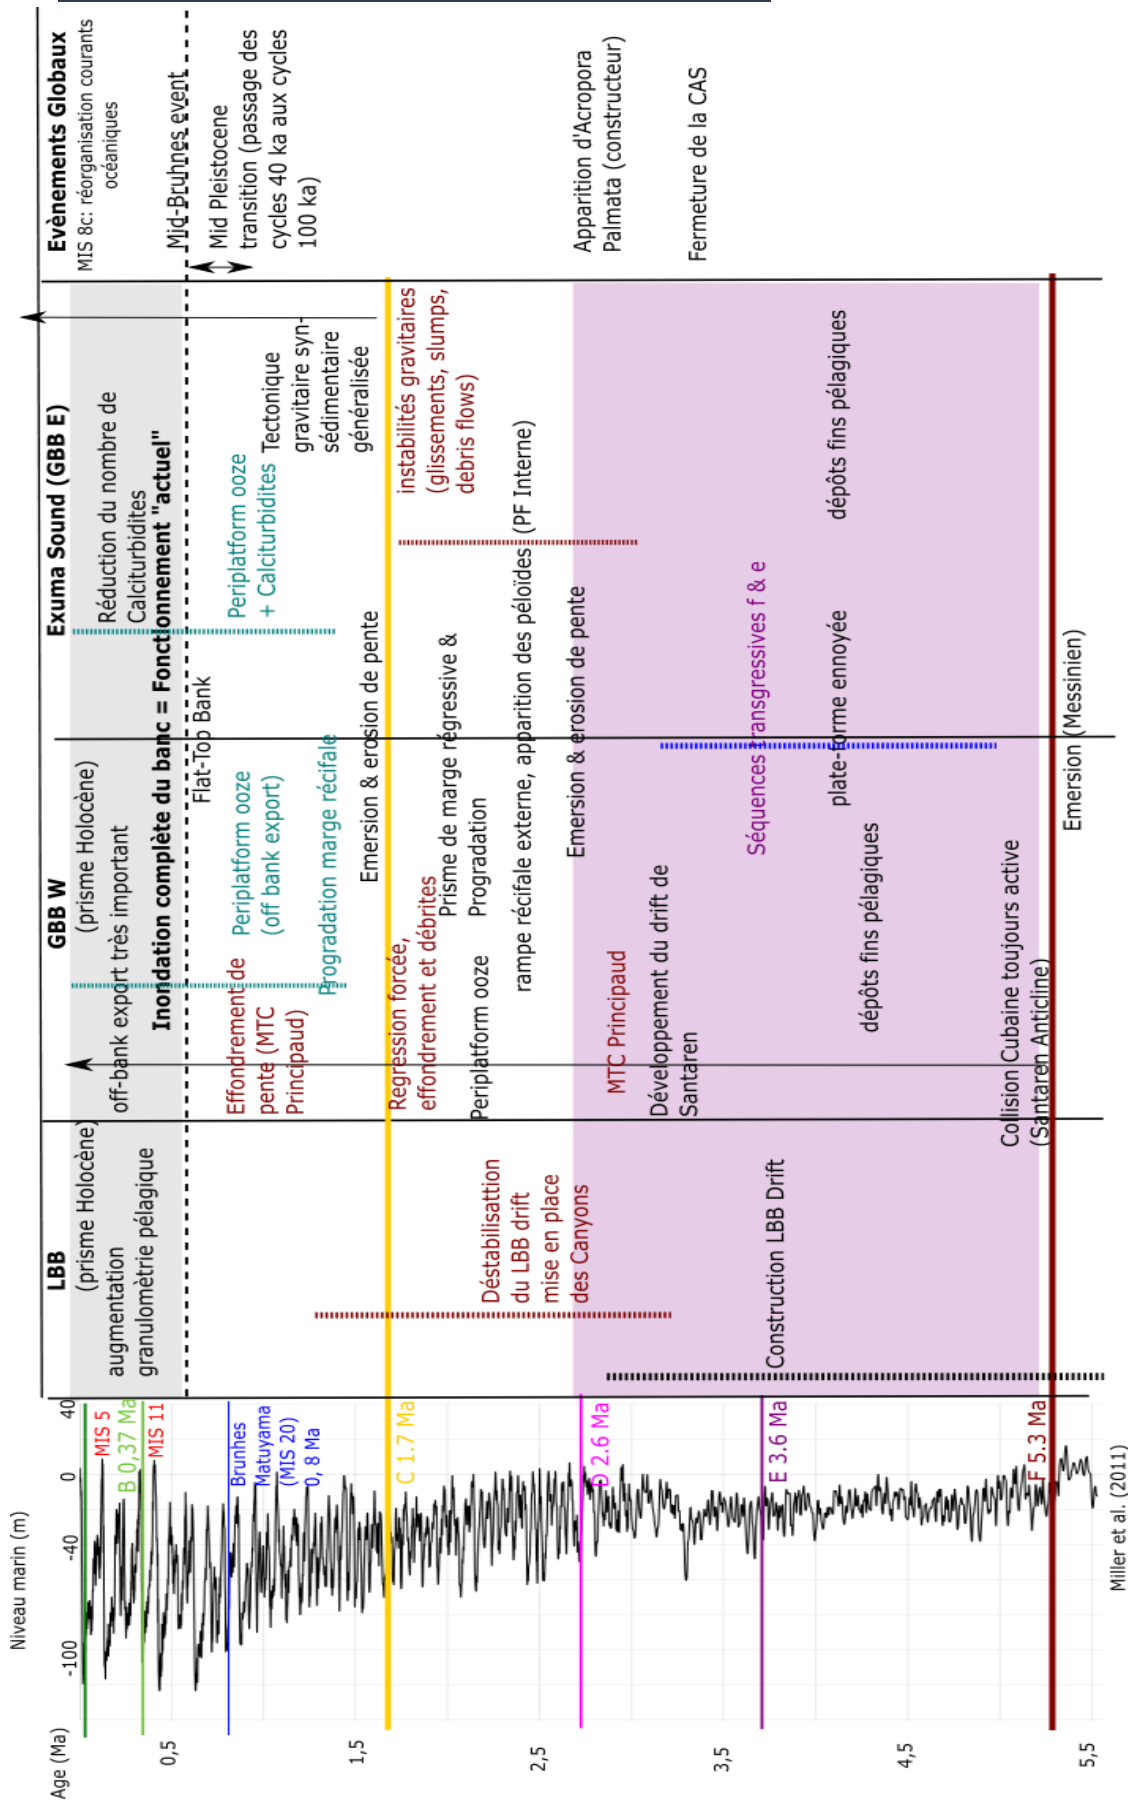 Niveau marin (m)
Age (Ma)
-100
-40
0
40
0,5
1,5
2,5
3,5
4,5
5,5
MIS 5
B 0,37 Ma
MIS 11
Brunhes
Matuyama
(MIS 20)
0, 8 Ma
C 1.7 Ma
D 2.6 Ma
E 3.6 Ma
F 5.3 Ma
Miller et al. (2011)
LBB
(prisme Holocène)
augmentation
granulomètrie pélagique
Déstabilisattion
du LBB drift
mise en place
des Canyons
Construction LBB Drift
GBB W
(prisme Holocène)
off-bank export très important
Inondation complète du banc = Fonctionnement "actuel"
Flat-Top Bank
Effondrement de
pente (MTC
Principaud)
Periplatform ooze
(off bank export)
Progradation marge récifale
Emersion & erosion de pente
Regression forcée,
effondrement et débrites
Prisme de marge régressive &
Progradation
Periplatform ooze
rampe récifale externe, apparition des péloïdes (PF Interne)
Emersion & erosion de pente
MTC Principaud
Développement du drift de
Santaren
Séquences transgressives f & e
plate-forme ennoyée
dépôts fins pélagiques
Collision Cubaine toujours active
(Santaren Anticline)
Emersion (Messinien)
Exuma Sound (GBB E)
Réduction du nombre de
Calciturbidites
Periplatform ooze
+ Calciturbidites
Tectonique
gravitaire syn-
sédimentaire
généralisée
instabilités gravitaires
(glissements, slumps,
debris flows)
dépôts fins pélagiques
Evènements Globaux
MIS 8c: réorganisation courants
océaniques
Mid-Bruhnes event
Mid Pleistocene
transition (passage des
cycles 40 ka aux cycles
100 ka)
Apparition d'Acropora
Palmata (constructeur)
Fermeture de la CAS